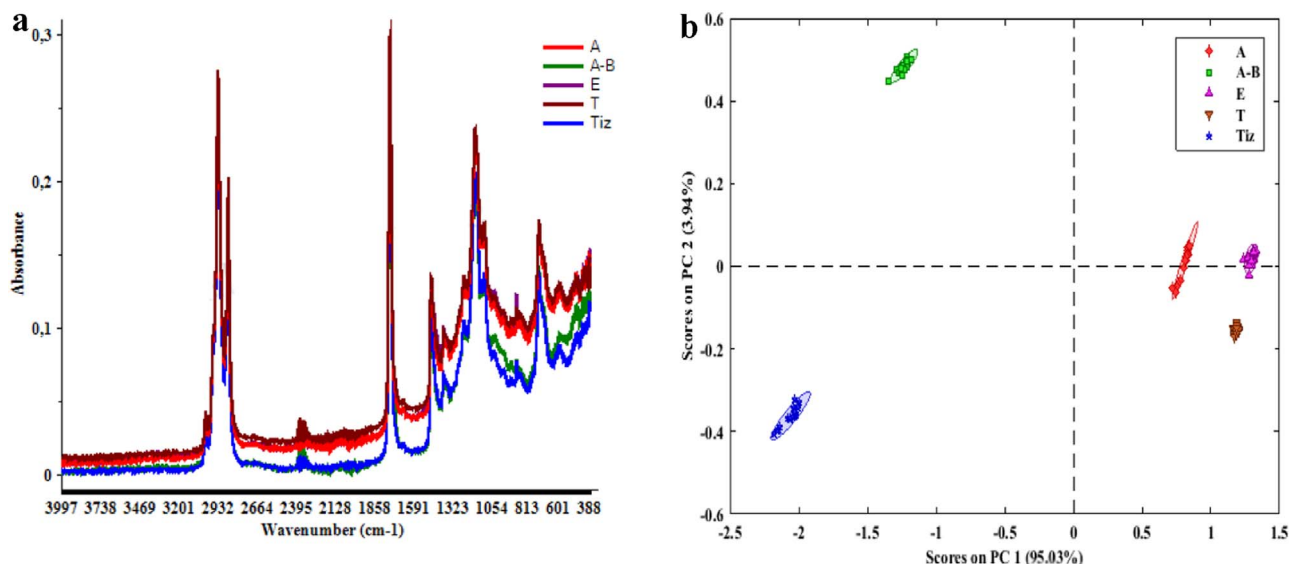 a
0,3
0,2
0,1
0
Absorbance
A
A-B
E
T
Tiz
3997 3738 3469 3201 2932 2664 2395 2128 1858 1591 1323 1054 813 601 388
Wavenumber (cm-1)
b
0.6
0.4
0.2
0
-0.2
-0.4
-0.6
Scores on PC 2 (3.94%)
A
A-B
E
T
Tiz
-2.5 -2 -1.5 -1 -0.5 0 0.5 1 1.5
Scores on PC 1 (95.03%)